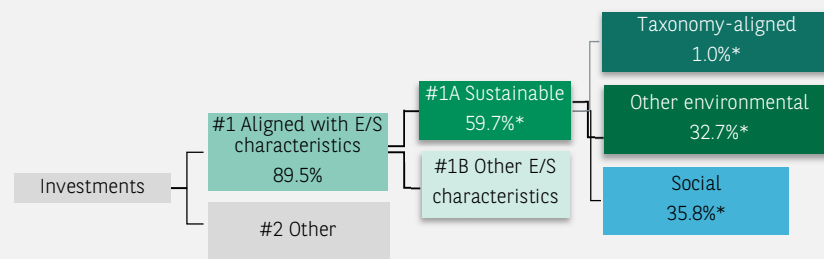 Investments
#1 Aligned with E/S
characteristics
89.5%
#2 Other
#1A Sustainable
59.7%*
#1B Other E/S
characteristics
Taxonomy-aligned
1.0%*
Other environmental
32.7%*
Social
35.8%*